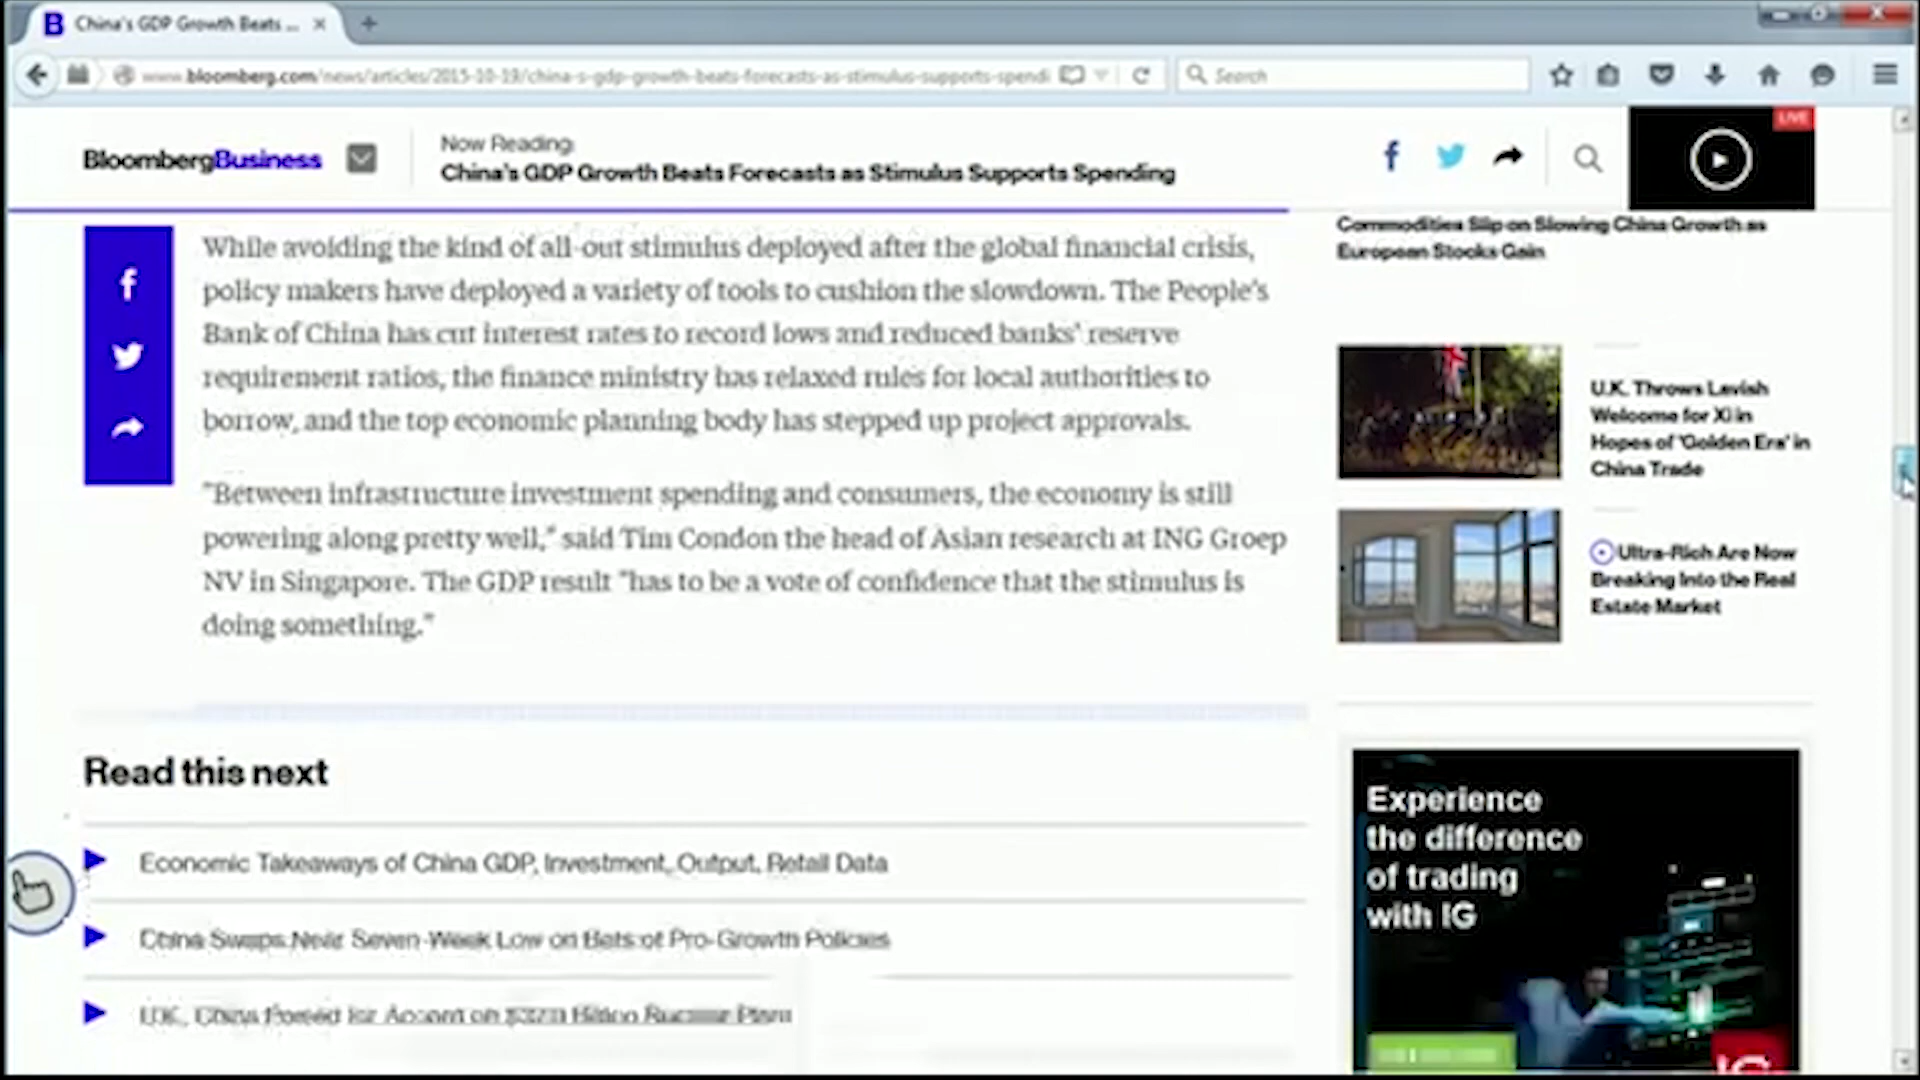 China's GDP Growth Beats ...
www.bloomberg.com/news/articles/2015-10-19/china-s-gdp-growth-beats-forecasts-as-stimulus-supports-spendi
Search
BloombergBusiness
Now Reading:
China's GDP Growth Beats Forecasts as Stimulus Supports Spending
LIVE
While avoiding the kind of all-out stimulus deployed after the global financial crisis,
policy makers have deployed a variety of tools to cushion the slowdown. The People's
Bank of China has cut interest rates to record lows and reduced banks' reserve
requirement ratios, the finance ministry has relaxed rules for local authorities to
borrow, and the top economic planning body has stepped up project approvals.
"Between infrastructure investment spending and consumers, the economy is still
powering along pretty well," said Tim Condon the head of Asian research at ING Groep
NV in Singapore. The GDP result "has to be a vote of confidence that the stimulus is
doing something."
Read this next
Economic Takeaways of China GDP, Investment, Output, Retail Data
China Swaps Near Seven-Week Low on Bets of Pro-Growth Policies
U.K., China Poised for Accord on Billion Nuclear Plant
Commodities Slip on Slowing China Growth as
European Stocks Gain
U.K. Throws Lavish
Welcome for Xi in
Hopes of 'Golden Era' in
China Trade
Ultra-Rich Are Now
Breaking Into the Real
Estate Market
Experience
the difference
of trading
with IG
IG